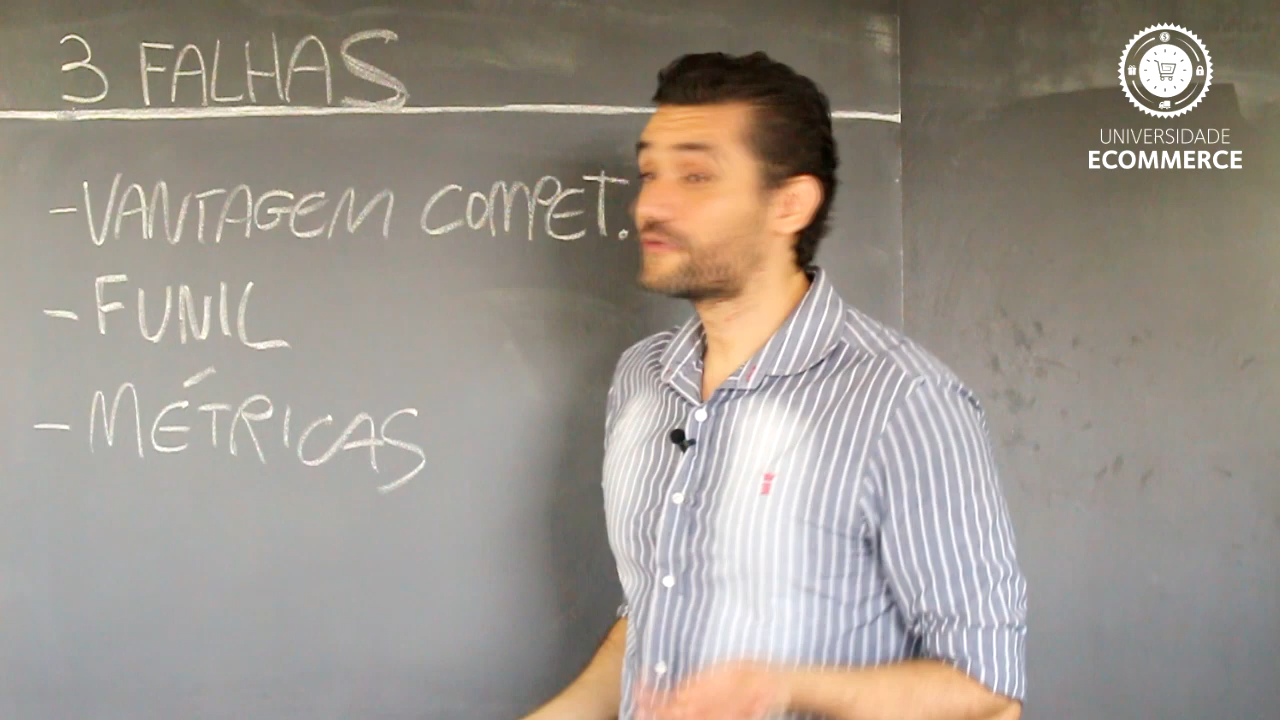 3 FALHAS
- VANTAGEM COMPET.
- FUNIL
- MÉTRICAS
UNIVERSIDADE
ECOMMERCE